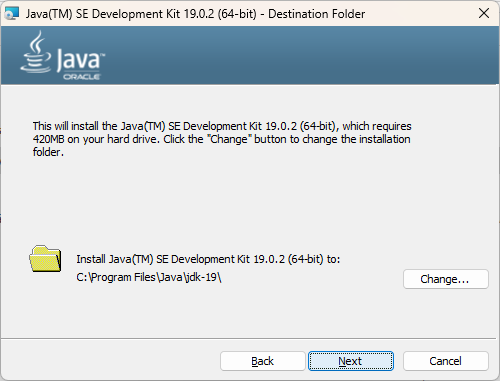 Java(TM) SE Development Kit 19.0.2 (64-bit) - Destination Folder
Java™
ORACLE
This will install the Java(TM) SE Development Kit 19.0.2 (64-bit), which requires
420MB on your hard drive. Click the "Change" button to change the installation
folder.
Install Java(TM) SE Development Kit 19.0.2 (64-bit) to:
C:\Program Files\Java\jdk-19\
Change...
Back
Next
Cancel